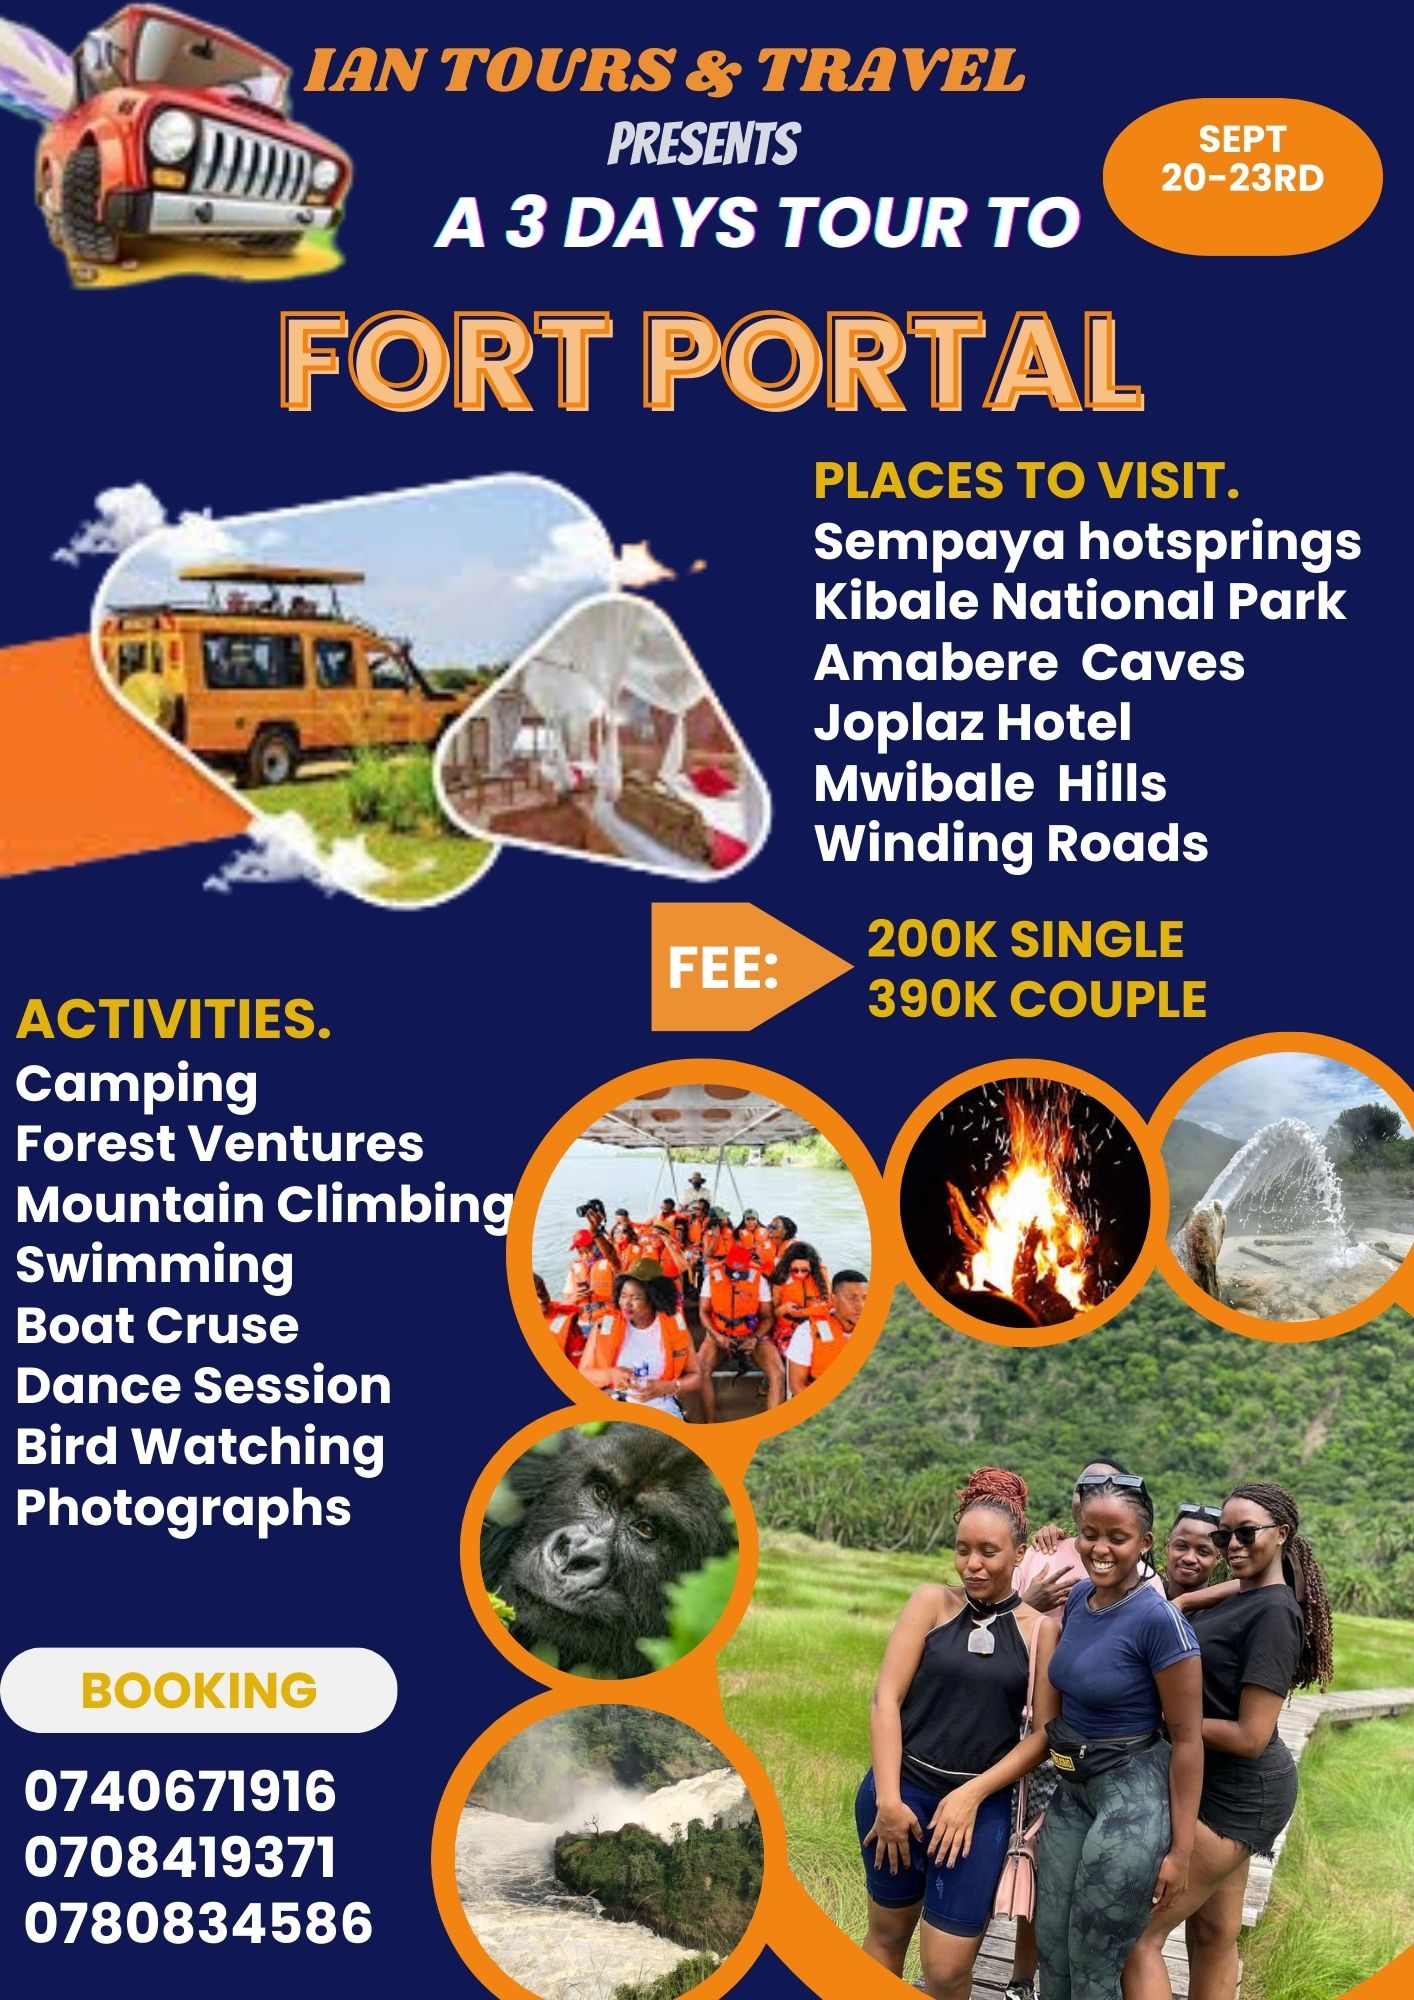 IAN TOURS & TRAVEL
PRESENTS
A 3 DAYS TOUR TO
SEPT
20-23RD
FORT PORTAL
PLACES TO VISIT.
Sempaya hotsprings
Kibale National Park
Amabere Caves
Joplaz Hotel
Mwibale Hills
Winding Roads
FEE:
200K SINGLE
390K COUPLE
ACTIVITIES.
Camping
Forest Ventures
Mountain Climbing
Swimming
Boat Cruse
Dance Session
Bird Watching
Photographs
BOOKING
0740671916
0708419371
0780834586